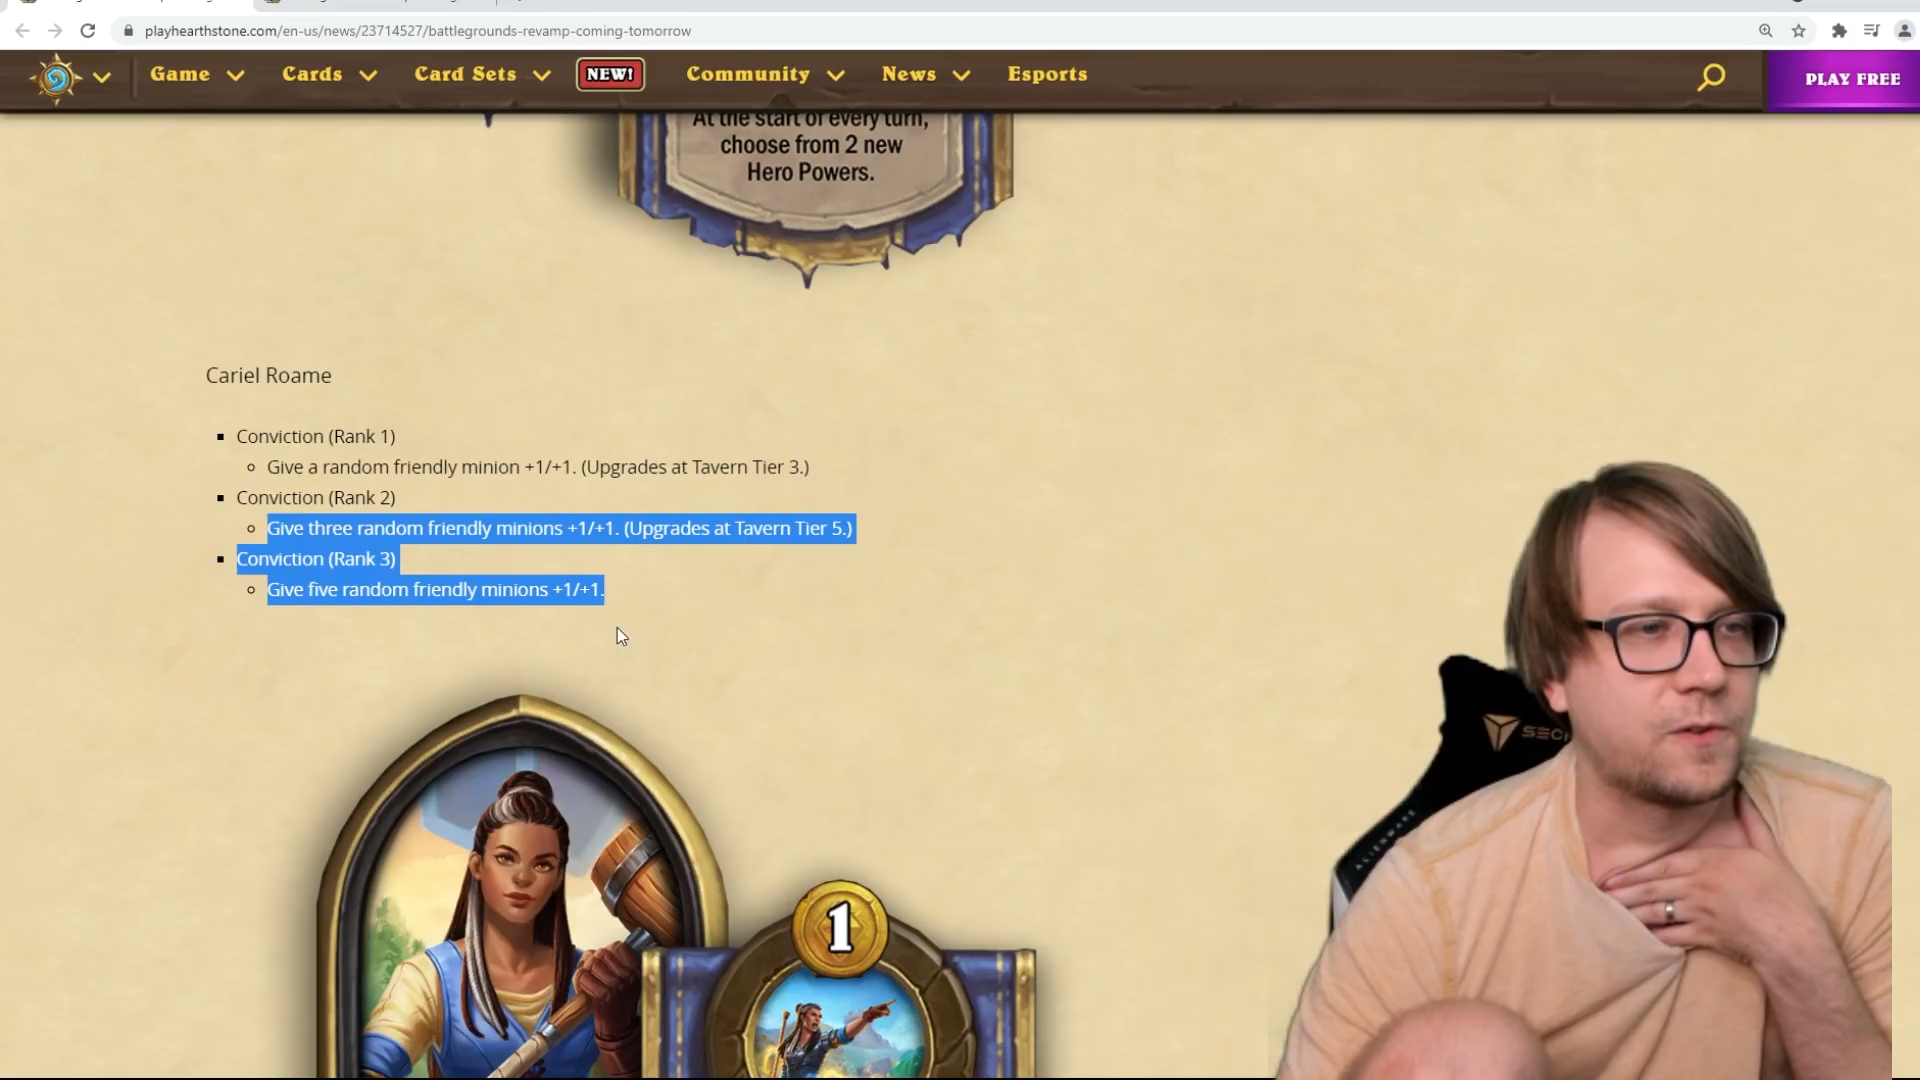 playhearthstone.com/en-us/news/23714527/battlegrounds-revamp-coming-tomorrow
Game Cards Card Sets NEW! Community News Esports PLAY FREE
At the start of every turn,
choose from 2 new
Hero Powers.
Cariel Roame
Conviction (Rank 1)
Give a random friendly minion +1/+1. (Upgrades at Tavern Tier 3.)
Conviction (Rank 2)
Give three random friendly minions +1/+1. (Upgrades at Tavern Tier 5.)
Conviction (Rank 3)
Give five random friendly minions +1/+1.
1
ALIENWARE